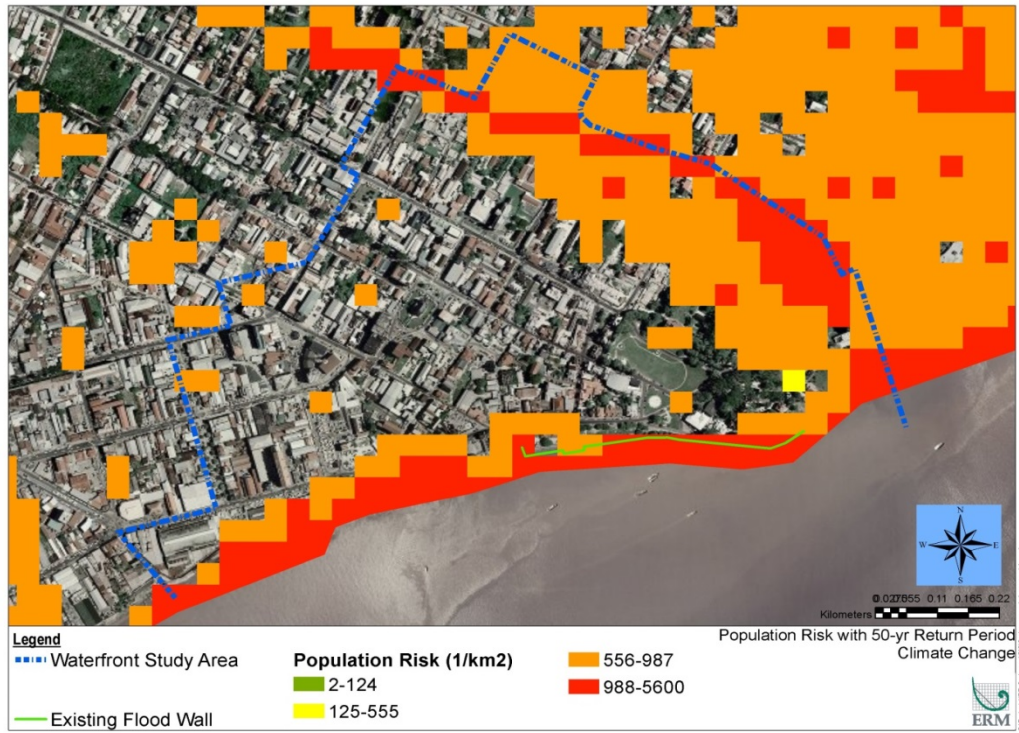 N
W
E
S
0.11 0.165 0.22
Kilometers
Legend
Waterfront Study Area
Existing Flood Wall
Population Risk (1/km2)
2-124
125-555
556-987
988-5600
Population Risk with 50-yr Return Period
Climate Change
ERM